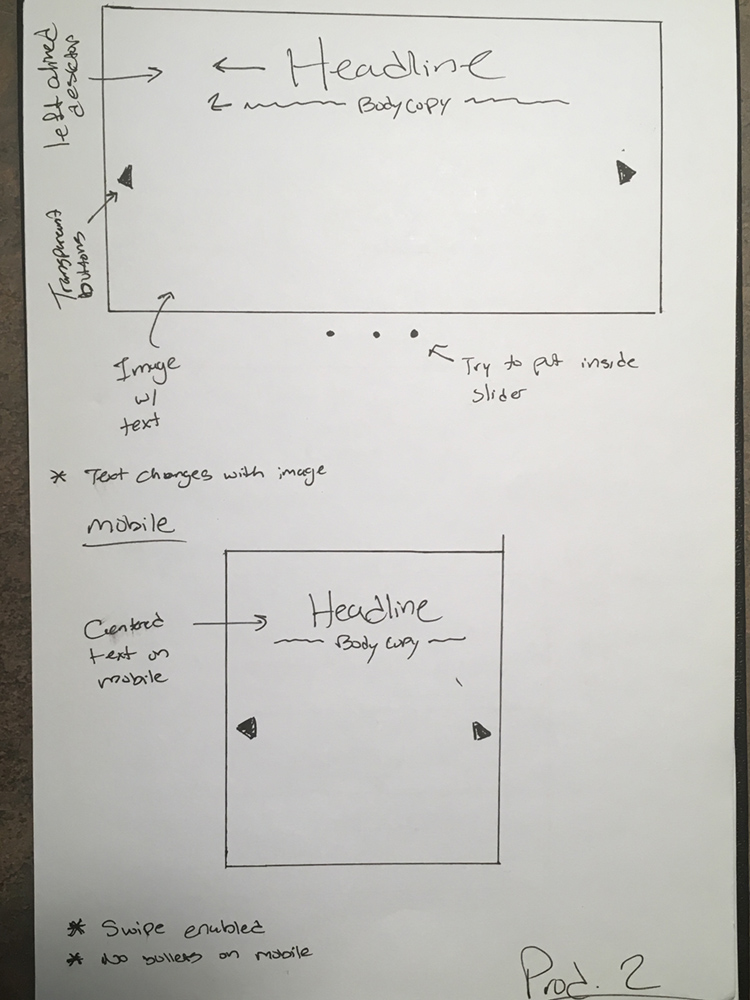 left alined
desktop
Headline
Body copy
Transparent
buttons
Image
w/
text
Try to put inside
slider
* Text changes with image
mobile
Centered
text on
mobile
Headline
Body copy
* Swipe enabled
* No bullets on mobile
Prod. 2